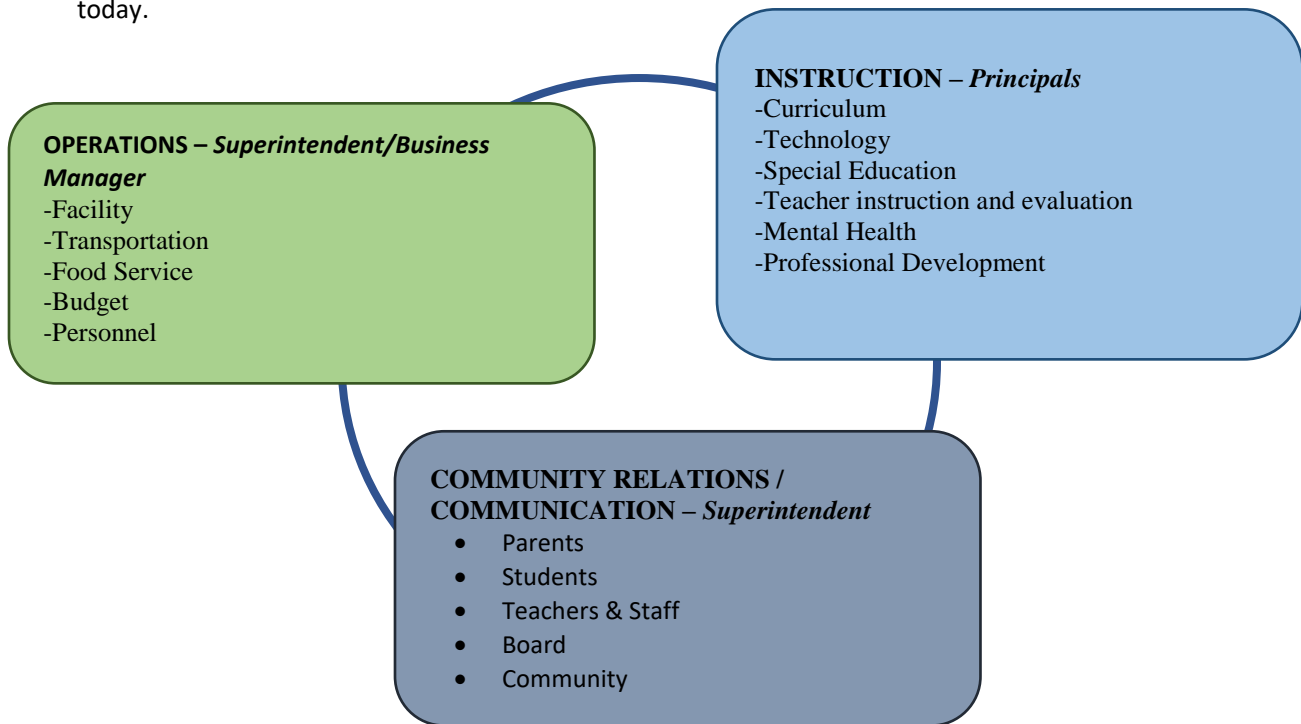 today.
OPERATIONS – Superintendent/Business
Manager
-Facility
-Transportation
-Food Service
-Budget
-Personnel
INSTRUCTION – Principals
-Curriculum
-Technology
-Special Education
-Teacher instruction and evaluation
-Mental Health
-Professional Development
COMMUNITY RELATIONS /
COMMUNICATION – Superintendent
• Parents
• Students
• Teachers & Staff
• Board
• Community